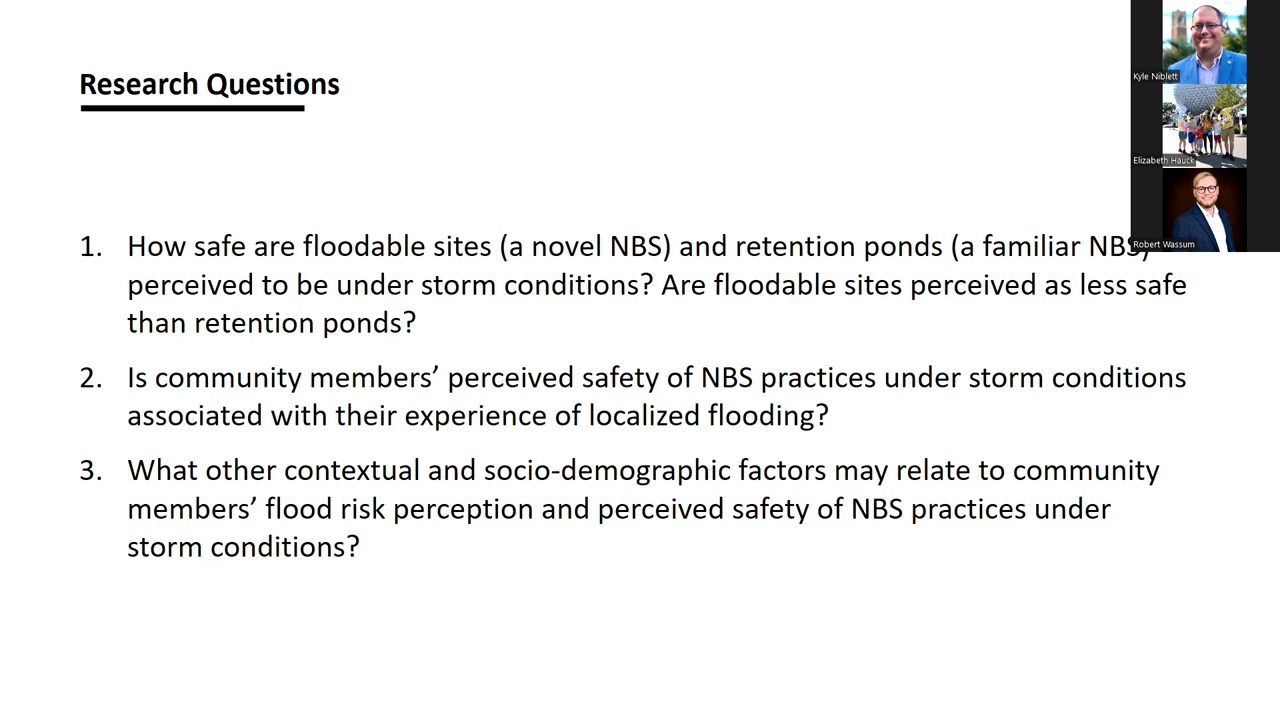 Research Questions
1. How safe are floodable sites (a novel NBS) and retention ponds (a familiar NBS)
perceived to be under storm conditions? Are floodable sites perceived as less safe
than retention ponds?
2. Is community members’ perceived safety of NBS practices under storm conditions
associated with their experience of localized flooding?
3. What other contextual and socio-demographic factors may relate to community
members’ flood risk perception and perceived safety of NBS practices under
storm conditions?
Kyle Niblett
Elizabeth Hauck
Robert Wassum